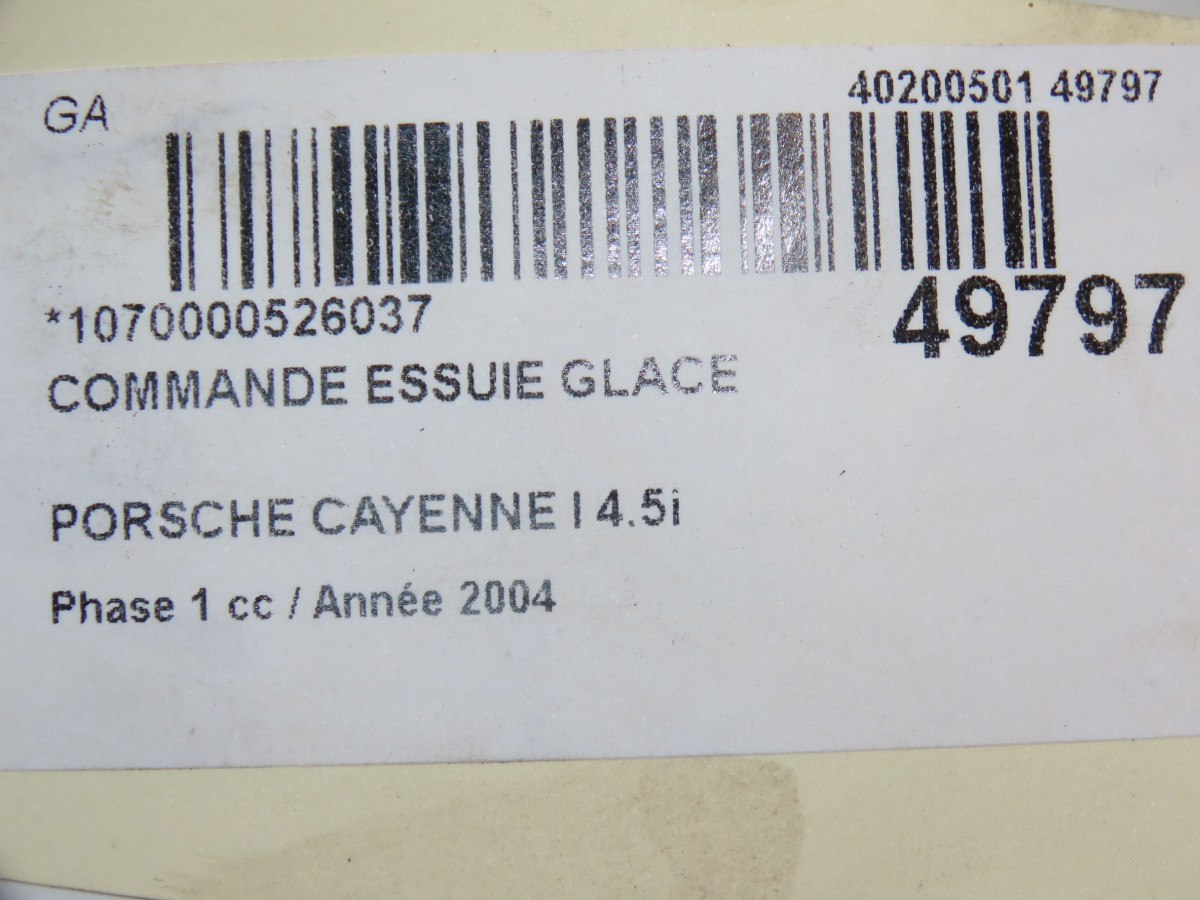 GA
40200501 49797
*1070000526037
49797
COMMANDE ESSUIE GLACE
PORSCHE CAYENNE I 4.5i
Phase 1 cc / Année 2004